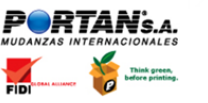 PORTAN S.A.
MUDANZAS INTERNACIONALES
FIDI GLOBAL ALLIANCE
P
Think green,
before printing.